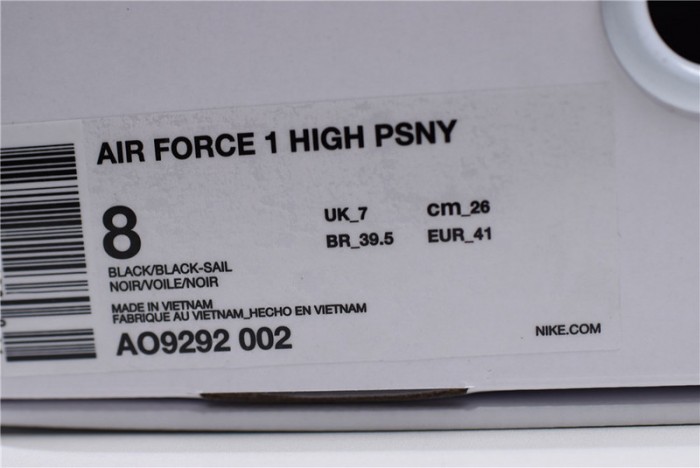 AIR FORCE 1 HIGH PSNY
8
UK_7 cm_26
BR_39.5 EUR_41
BLACK/BLACK-SAIL
NOIR/VOILE/NOIR
MADE IN VIETNAM
FABRIQUE AU VIETNAM_HECHO EN VIETNAM
AO9292 002
NIKE.COM